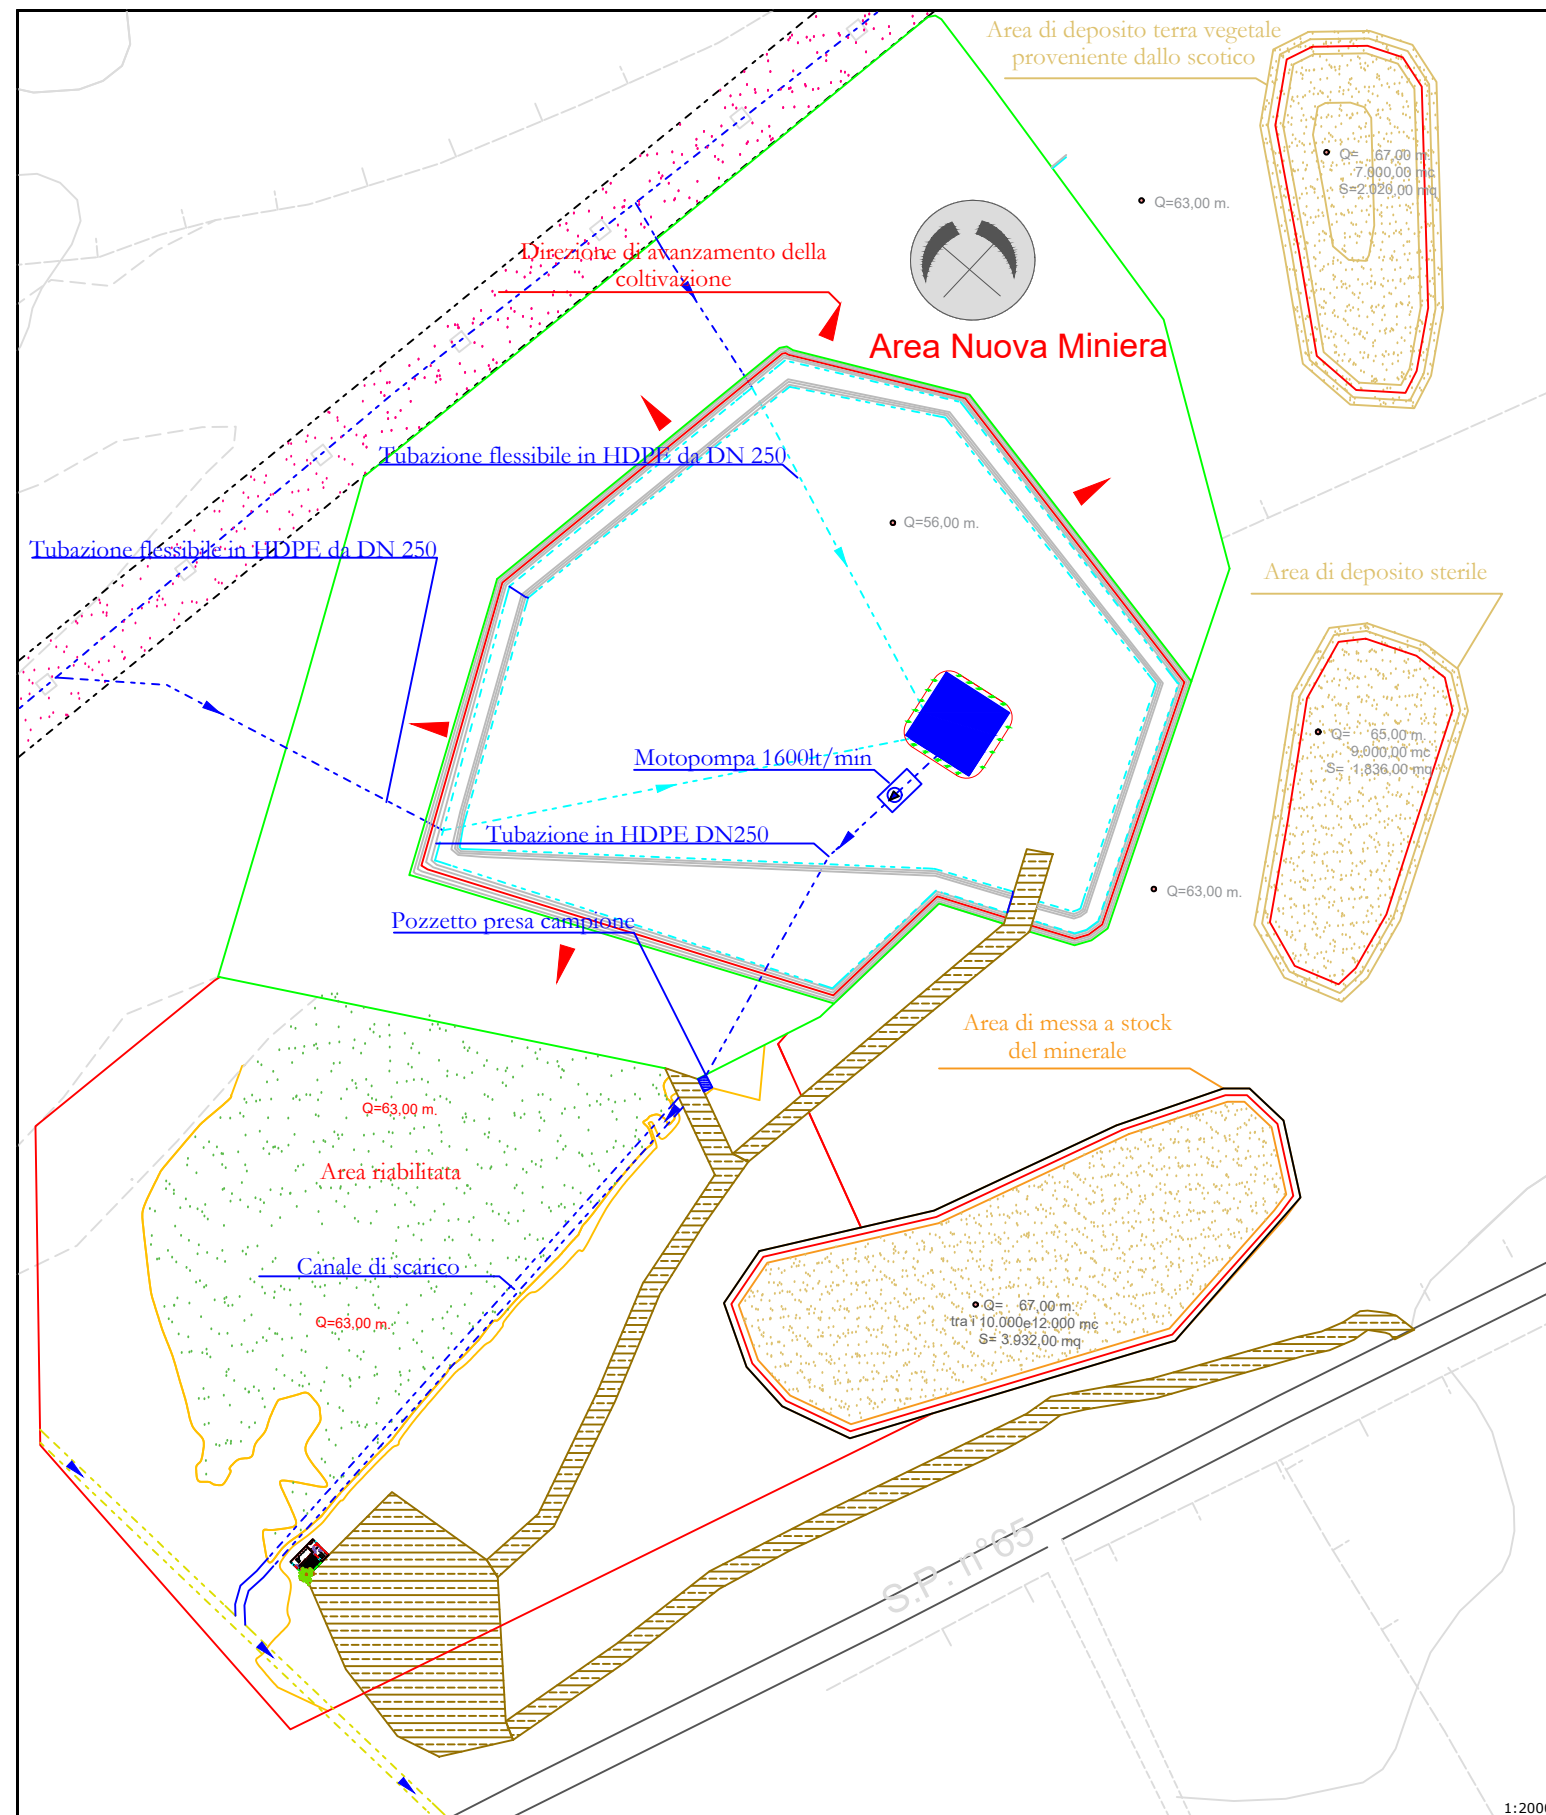 Area di deposito terra vegetale
proveniente dallo scotico
Q= 67,00 m.
7.000,00 mc
S=2.020,00 mq
Q=63,00 m.
Direzione di avanzamento della
coltivazione
Area Nuova Miniera
Tubazione flessibile in HDPE da DN 250
Q=56,00 m.
Tubazione flessibile in HDPE da DN 250
Area di deposito sterile
Q= 65,00 m.
9.000,00 mc
S= 1,836,00 mq
Motopompa 1600lt/min
Tubazione in HDPE DN250
Q=63,00 m.
Pozzetto presa campione
Area di messa a stock
del minerale
Q=63,00 m.
Area riabilitata
Canale di scarico
Q=63,00 m.
Q= 67,00 m.
tra i 10.000e12.000 mc
S= 3.932,00 mq
S.P. n°65
1:2000